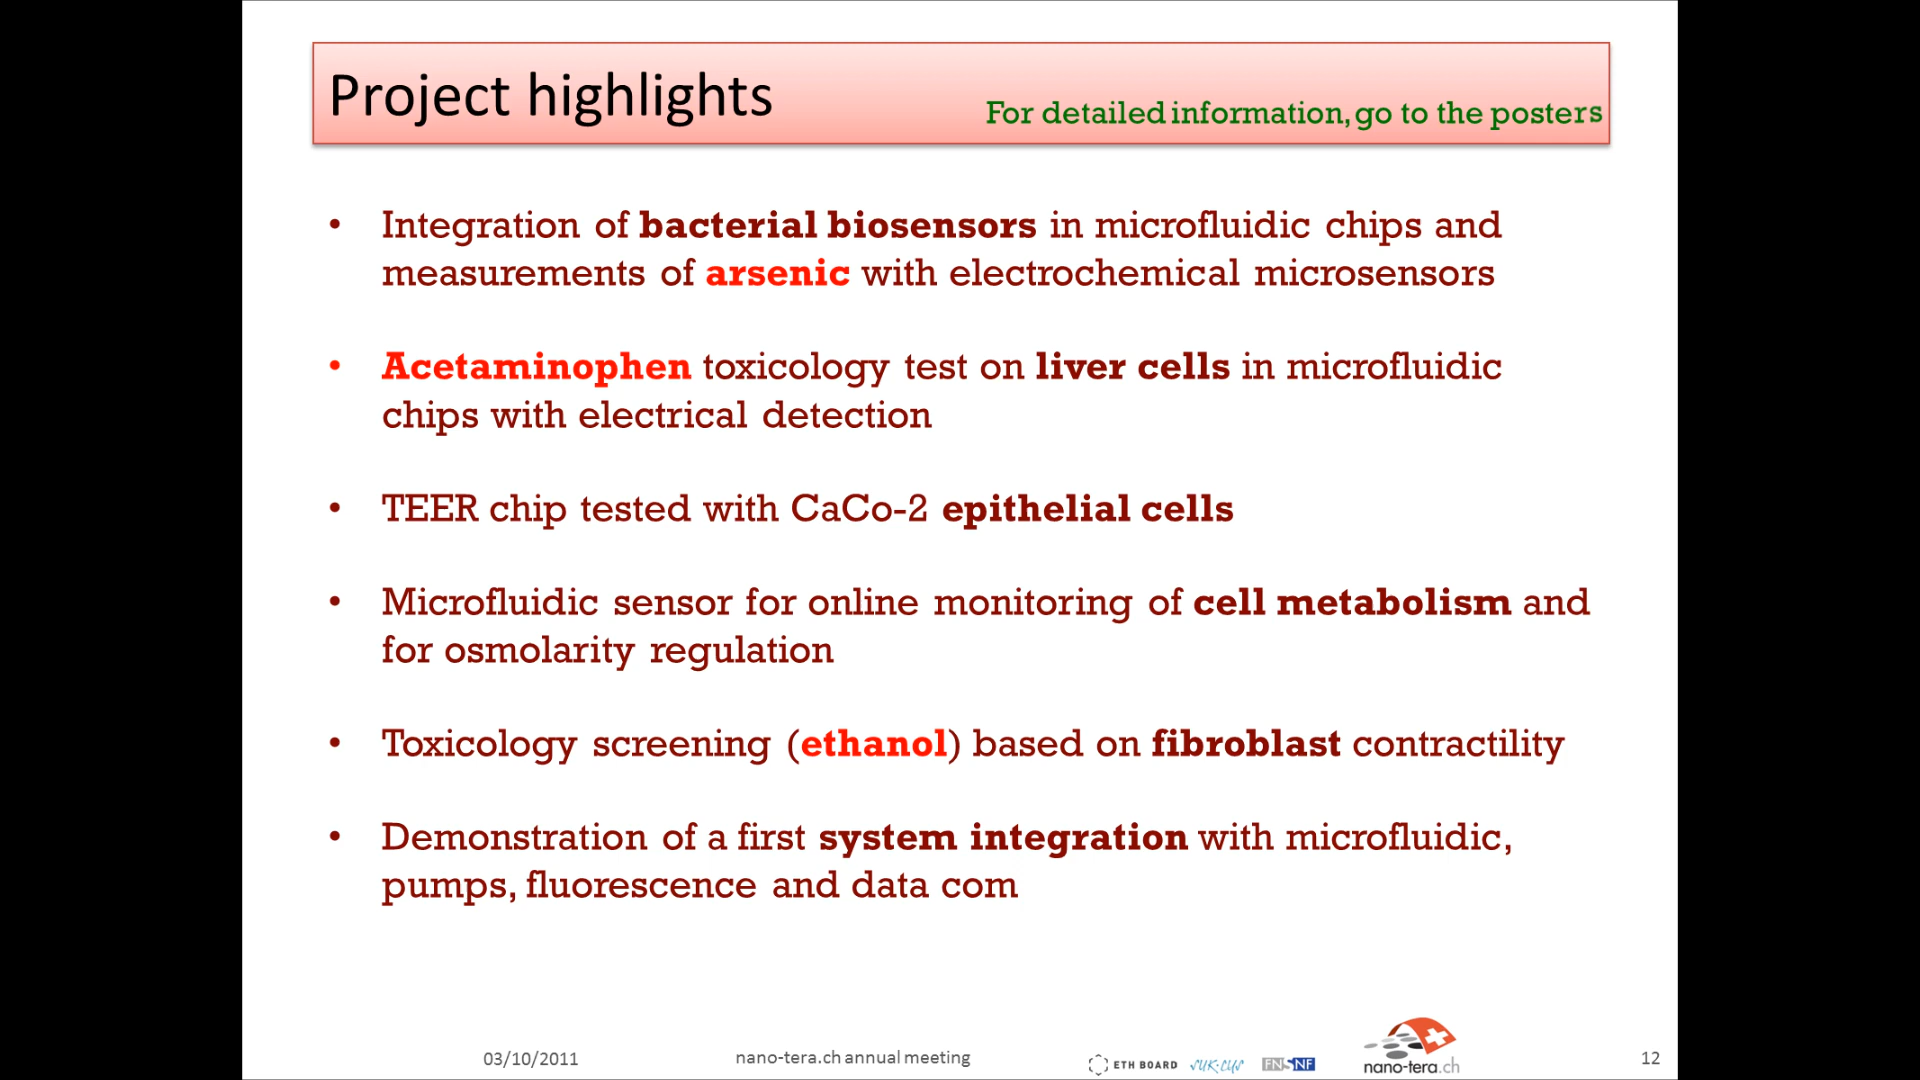 Project highlights
For detailed information, go to the posters
• Integration of bacterial biosensors in microfluidic chips and
measurements of arsenic with electrochemical microsensors
• Acetaminophen toxicology test on liver cells in microfluidic
chips with electrical detection
• TEER chip tested with CaCo-2 epithelial cells
• Microfluidic sensor for online monitoring of cell metabolism and
for osmolarity regulation
• Toxicology screening (ethanol) based on fibroblast contractility
• Demonstration of a first system integration with microfluidic,
pumps, fluorescence and data com
03/10/2011
nano-tera.ch annual meeting
ETH BOARD
FNSNF
nano-tera.ch
12